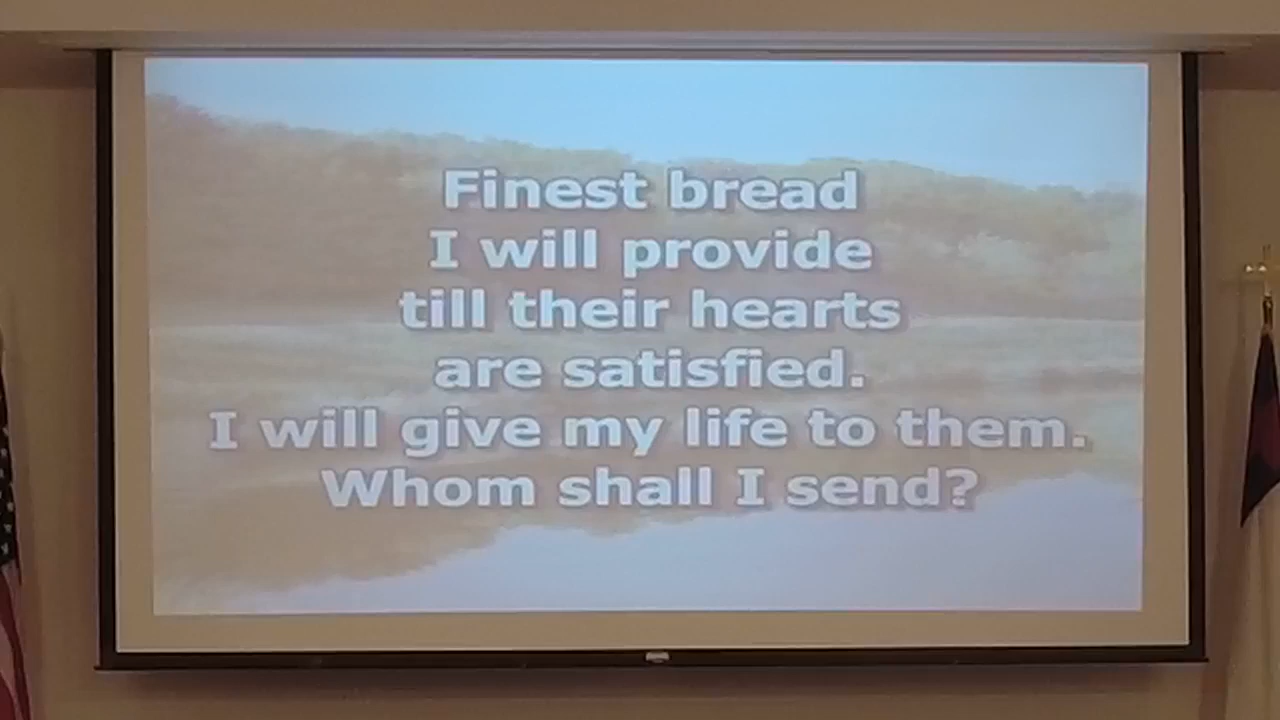 Finest bread
I will provide
till their hearts
are satisfied.
I will give my life to them.
Whom shall I send?